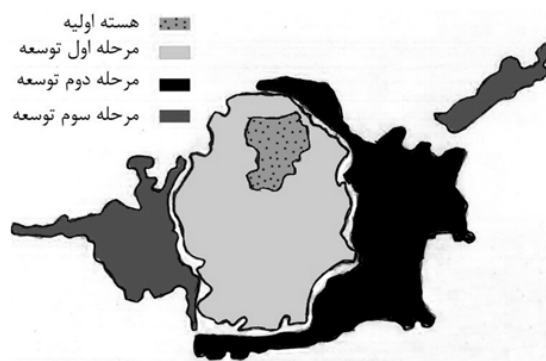 هسته اولیه
مرحله اول توسعه
مرحله دوم توسعه
مرحله سوم توسعه